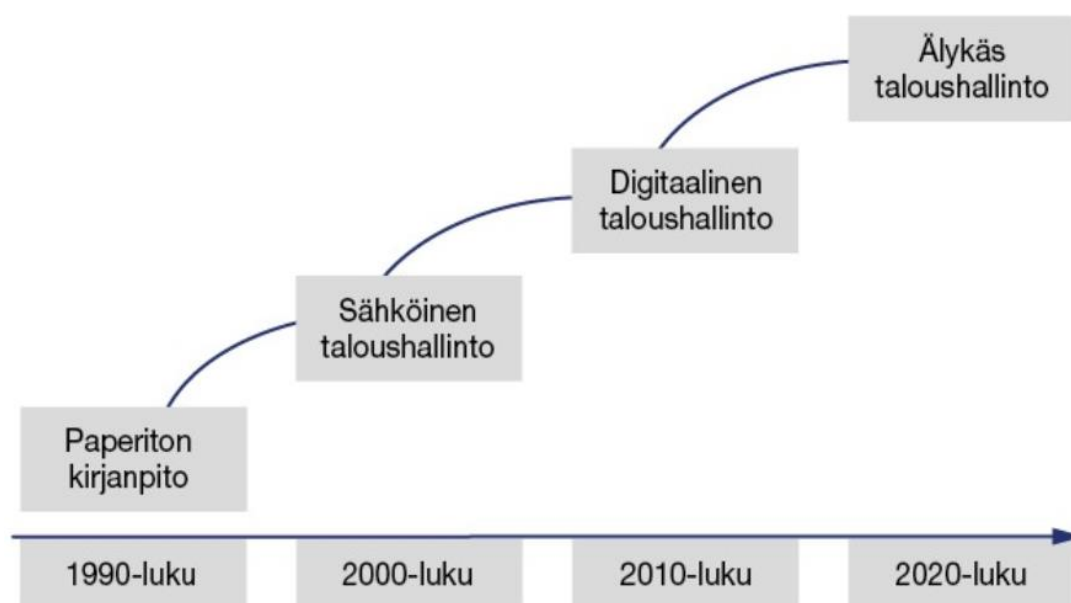 Älykäs
taloushallinto
Digitaalinen
taloushallinto
Sähköinen
taloushallinto
Paperiton
kirjanpito
1990-luku
2000-luku
2010-luku
2020-luku